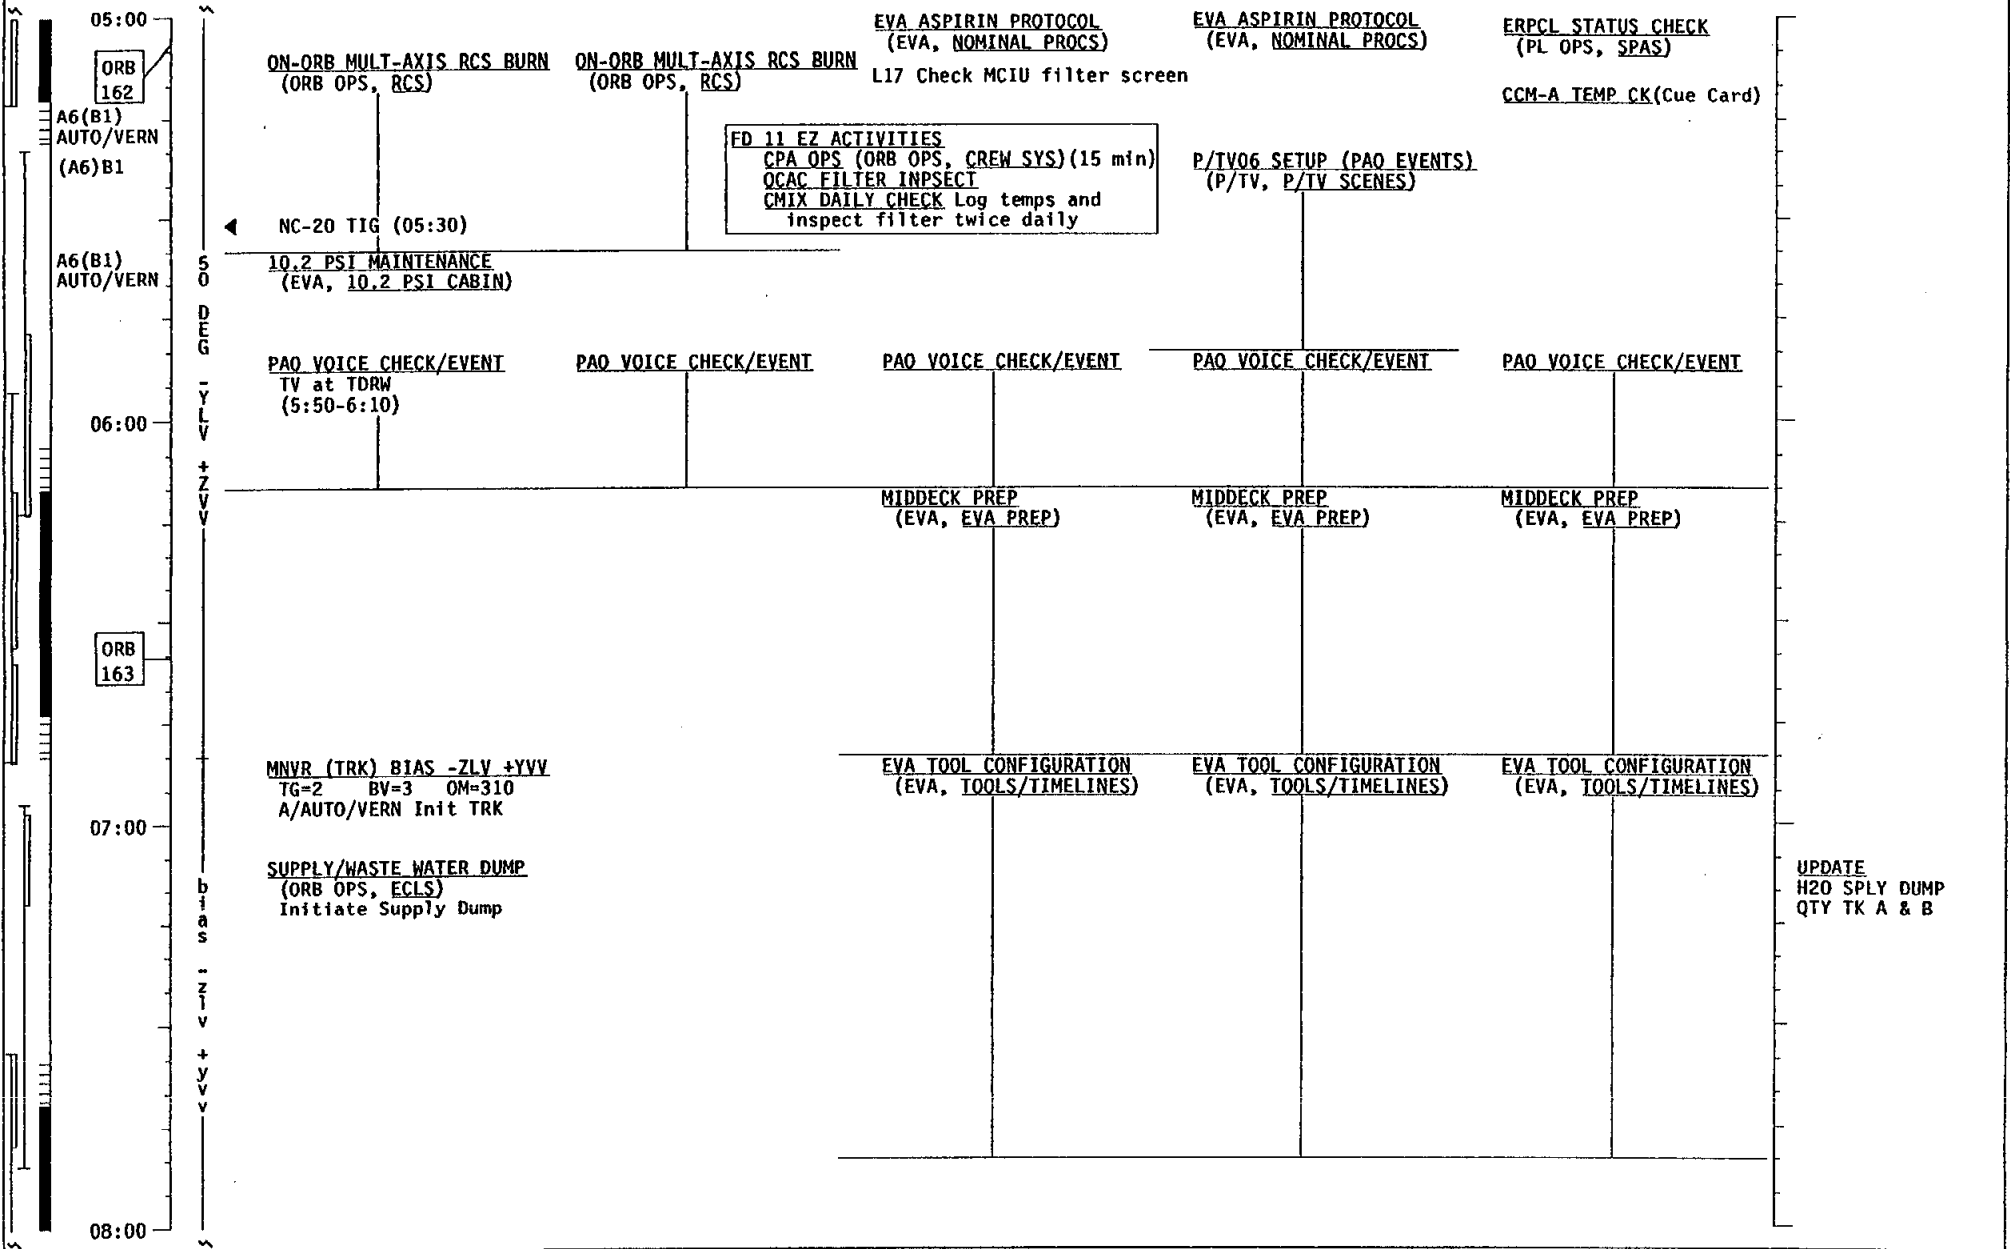 05:00
ORB
162
A6(B1)
AUTO/VERN
(A6)B1
A6(B1)
AUTO/VERN
06:00
ORB
163
07:00
08:00
50 DEG -YLV +ZVV
bias -zlv +yvv
ON-ORB MULT-AXIS RCS BURN
(ORB OPS, RCS)
NC-20 TIG (05:30)
10.2 PSI MAINTENANCE
(EVA, 10.2 PSI CABIN)
PAO VOICE CHECK/EVENT
TV at TDRW
(5:50-6:10)
MNVR (TRK) BIAS -ZLV +YVV
TG=2 BV=3 OM=310
A/AUTO/VERN Init TRK
SUPPLY/WASTE WATER DUMP
(ORB OPS, ECLS)
Initiate Supply Dump
ON-ORB MULT-AXIS RCS BURN
(ORB OPS, RCS)
PAO VOICE CHECK/EVENT
EVA ASPIRIN PROTOCOL
(EVA, NOMINAL PROCS)
L17 Check MCIU filter screen
FD 11 EZ ACTIVITIES
CPA OPS (ORB OPS, CREW SYS)(15 min)
OCAC FILTER INPSECT
CMIX DAILY CHECK Log temps and
inspect filter twice daily
PAO VOICE CHECK/EVENT
MIDDECK PREP
(EVA, EVA PREP)
EVA TOOL CONFIGURATION
(EVA, TOOLS/TIMELINES)
EVA ASPIRIN PROTOCOL
(EVA, NOMINAL PROCS)
P/TV06 SETUP (PAO EVENTS)
(P/TV, P/TV SCENES)
PAO VOICE CHECK/EVENT
MIDDECK PREP
(EVA, EVA PREP)
EVA TOOL CONFIGURATION
(EVA, TOOLS/TIMELINES)
ERPCL STATUS CHECK
(PL OPS, SPAS)
CCM-A TEMP CK(Cue Card)
PAO VOICE CHECK/EVENT
MIDDECK PREP
(EVA, EVA PREP)
EVA TOOL CONFIGURATION
(EVA, TOOLS/TIMELINES)
UPDATE
H2O SPLY DUMP
QTY TK A & B